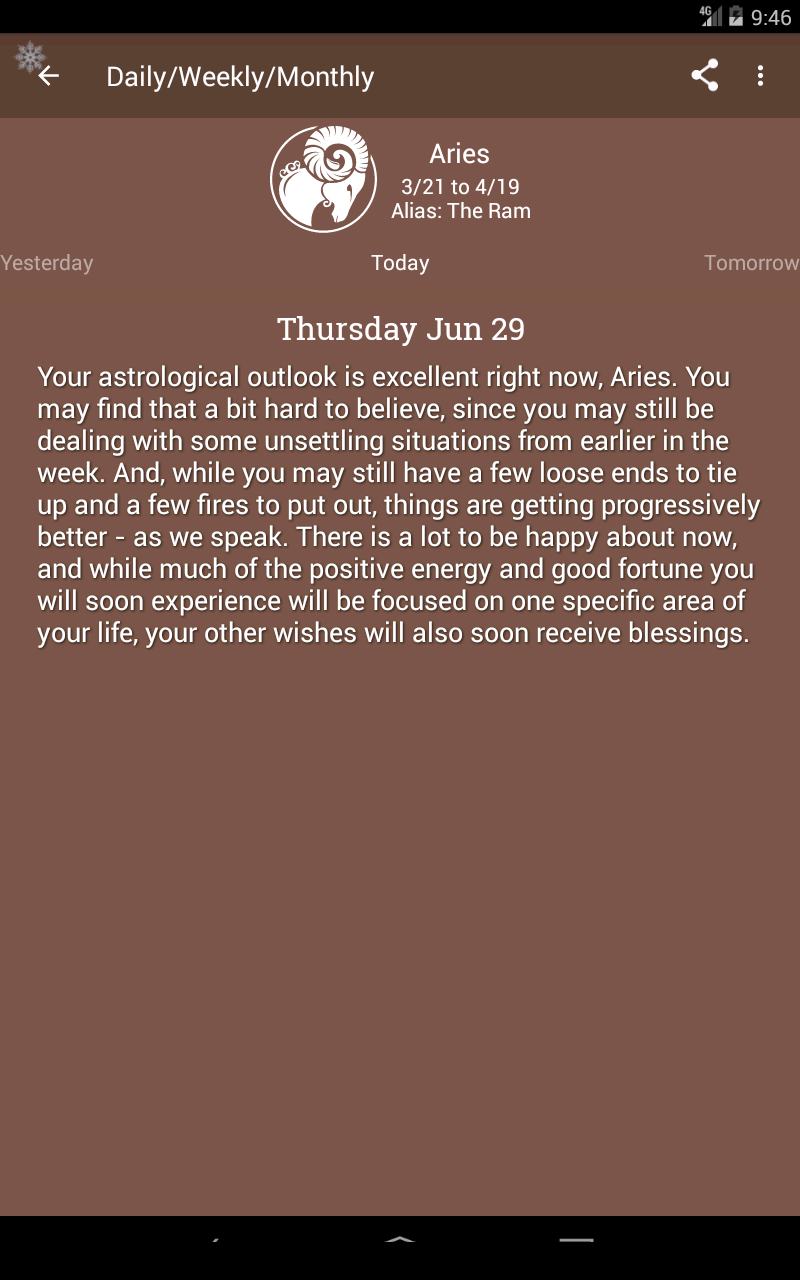 4G 9:46
Daily/Weekly/Monthly
Aries
3/21 to 4/19
Alias: The Ram
Yesterday Today Tomorrow
Thursday Jun 29
Your astrological outlook is excellent right now, Aries. You
may find that a bit hard to believe, since you may still be
dealing with some unsettling situations from earlier in the
week. And, while you may still have a few loose ends to tie
up and a few fires to put out, things are getting progressively
better - as we speak. There is a lot to be happy about now,
and while much of the positive energy and good fortune you
will soon experience will be focused on one specific area of
your life, your other wishes will also soon receive blessings.